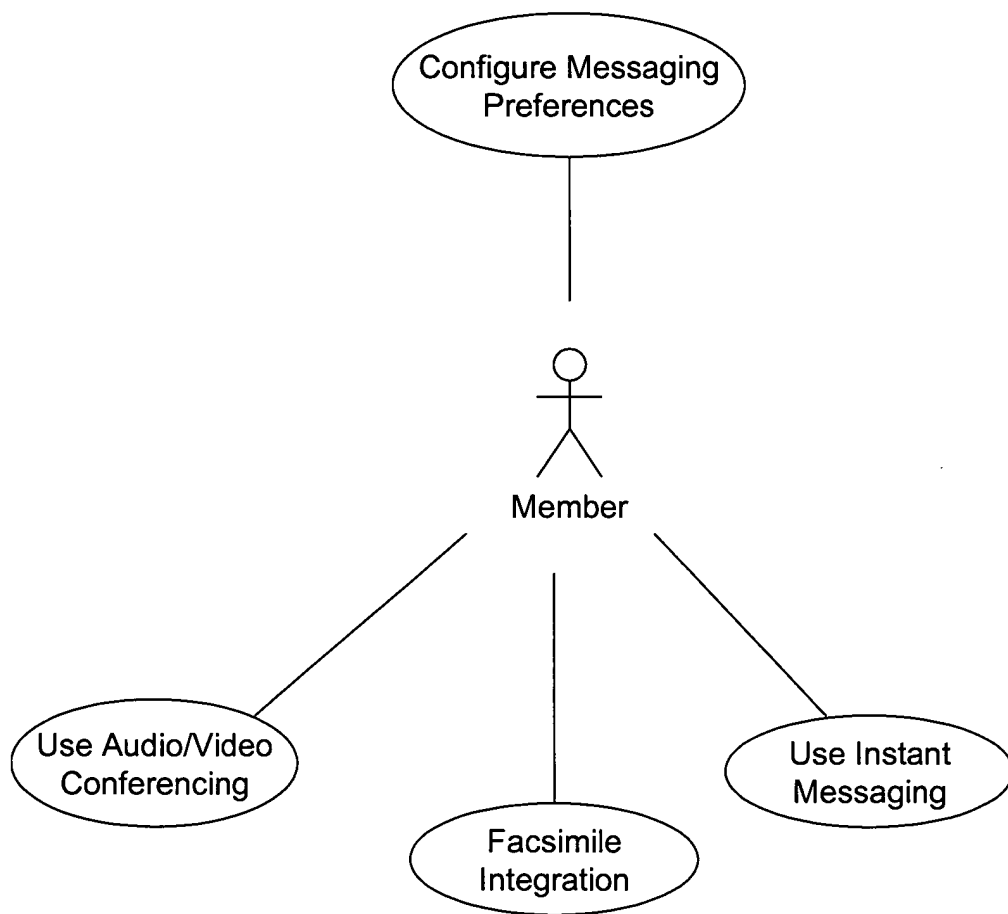 Configure Messaging
Preferences
Member
Use Audio/Video
Conferencing
Use Instant
Messaging
Facsimile
Integration